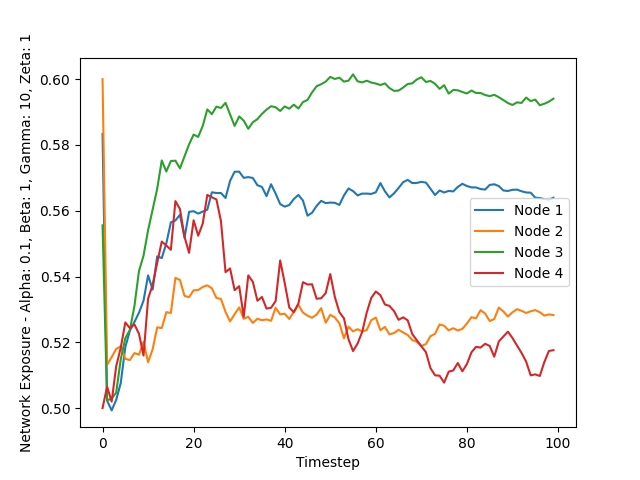 Network Exposure - Alpha: 0.1, Beta: 1, Gamma: 10, Zeta: 1
0.60
0.58
0.56
0.54
0.52
0.50
Node 1
Node 2
Node 3
Node 4
0 20 40 60 80 100
Timestep